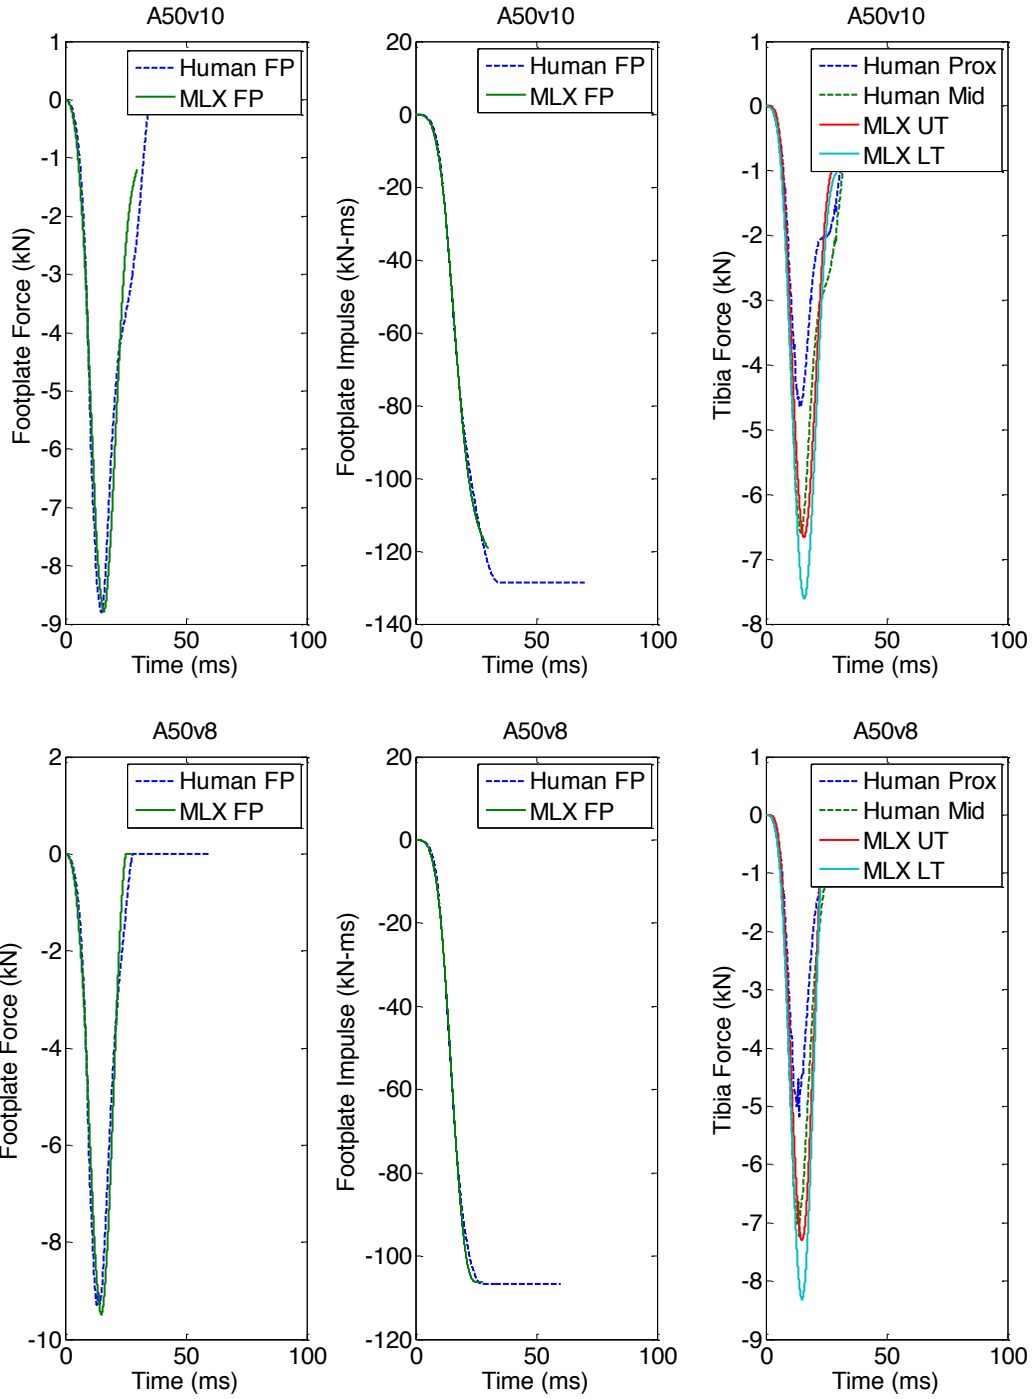 A50v10
1
0
-1
-2
-3
-4
-5
-6
-7
-8
-9
0
50
100
Footplate Force (kN)
Time (ms)
Human FP
MLX FP
A50v10
20
0
-20
-40
-60
-80
-100
-120
-140
0
50
100
Footplate Impulse (kN-ms)
Time (ms)
Human FP
MLX FP
A50v10
1
0
-1
-2
-3
-4
-5
-6
-7
-8
0
50
100
Tibia Force (kN)
Time (ms)
Human Prox
Human Mid
MLX UT
MLX LT
A50v8
2
0
-2
-4
-6
-8
-10
0
50
100
Footplate Force (kN)
Time (ms)
Human FP
MLX FP
A50v8
20
0
-20
-40
-60
-80
-100
-120
0
50
100
Footplate Impulse (kN-ms)
Time (ms)
Human FP
MLX FP
A50v8
1
0
-1
-2
-3
-4
-5
-6
-7
-8
-9
0
50
100
Tibia Force (kN)
Time (ms)
Human Prox
Human Mid
MLX UT
MLX LT